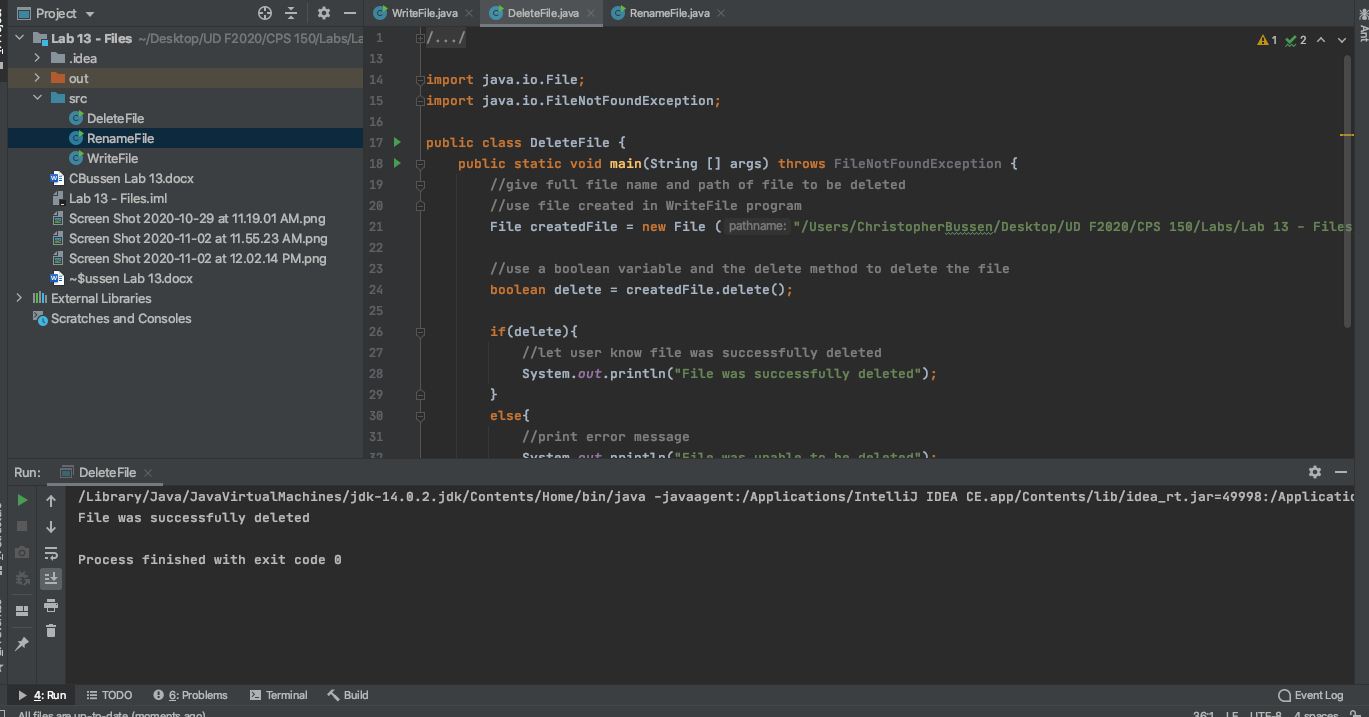 Project
WriteFile.java
DeleteFile.java
RenameFile.java
Lab 13 - Files ~/Desktop/UD F2020/CPS 150/Labs/La
.idea
out
src
DeleteFile
RenameFile
WriteFile
CBussen Lab 13.docx
Lab 13 - Files.iml
Screen Shot 2020-10-29 at 11.19.01 AM.png
Screen Shot 2020-11-02 at 11.55.23 AM.png
Screen Shot 2020-11-02 at 12.02.14 PM.png
~$ussen Lab 13.docx
External Libraries
Scratches and Consoles
1 /.../
1 2
Ant
13
14 import java.io.File;
15 import java.io.FileNotFoundException;
16
17 public class DeleteFile {
18 public static void main(String [] args) throws FileNotFoundException {
19 //give full file name and path of file to be deleted
20 //use file created in WriteFile program
21 File createdFile = new File ( pathname: "/Users/ChristopherBussen/Desktop/UD F2020/CPS 150/Labs/Lab 13 - Files
22
23 //use a boolean variable and the delete method to delete the file
24 boolean delete = createdFile.delete();
25
26 if(delete){
27 //let user know file was successfully deleted
28 System.out.println("File was successfully deleted");
29 }
30 else{
31 //print error message
32 System.out.println("File was unable to be deleted");
Run: DeleteFile
/Library/Java/JavaVirtualMachines/jdk-14.0.2.jdk/Contents/Home/bin/java -javaagent:/Applications/IntelliJ IDEA CE.app/Contents/lib/idea_rt.jar=49998:/Applicatio
File was successfully deleted
Process finished with exit code 0
4: Run
TODO
6: Problems
Terminal
Build
Event Log
All files are up-to-date (moments ago)
36:1 LF UTF-8 4 spaces